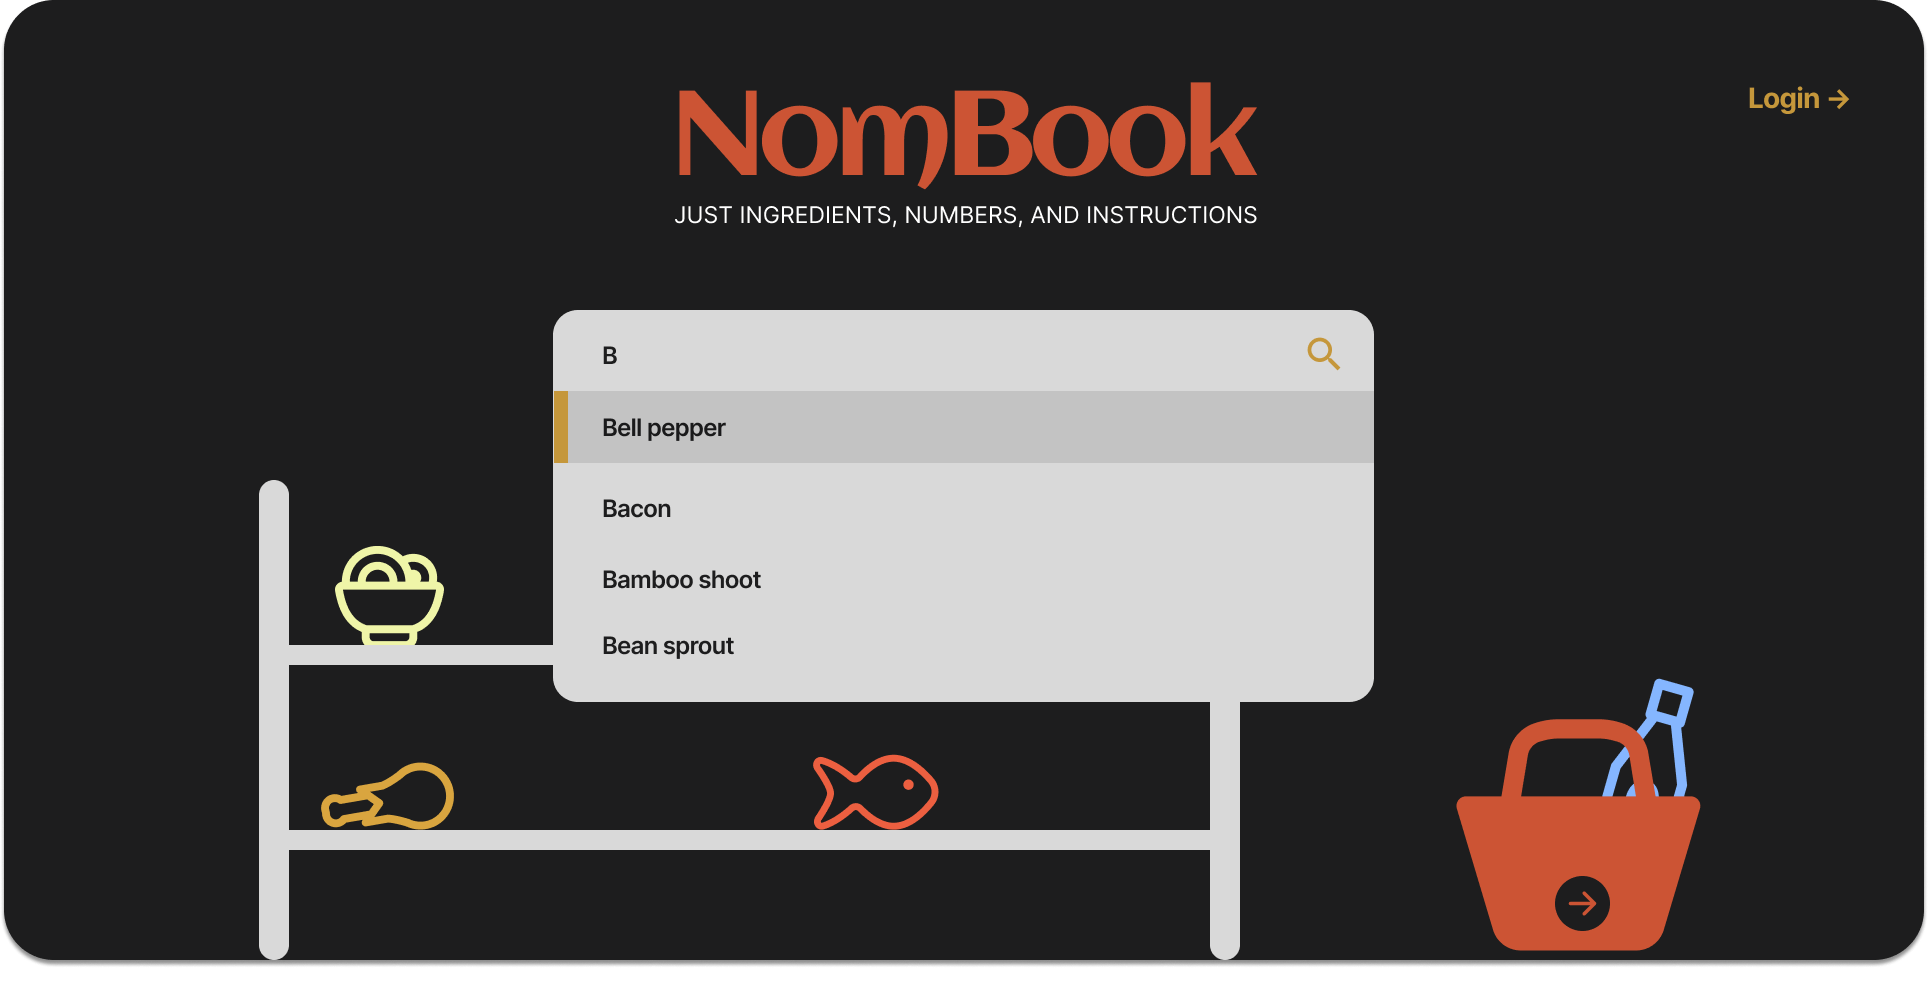 NomBook
Login →
JUST INGREDIENTS, NUMBERS, AND INSTRUCTIONS
B
Bell pepper
Bacon
Bamboo shoot
Bean sprout